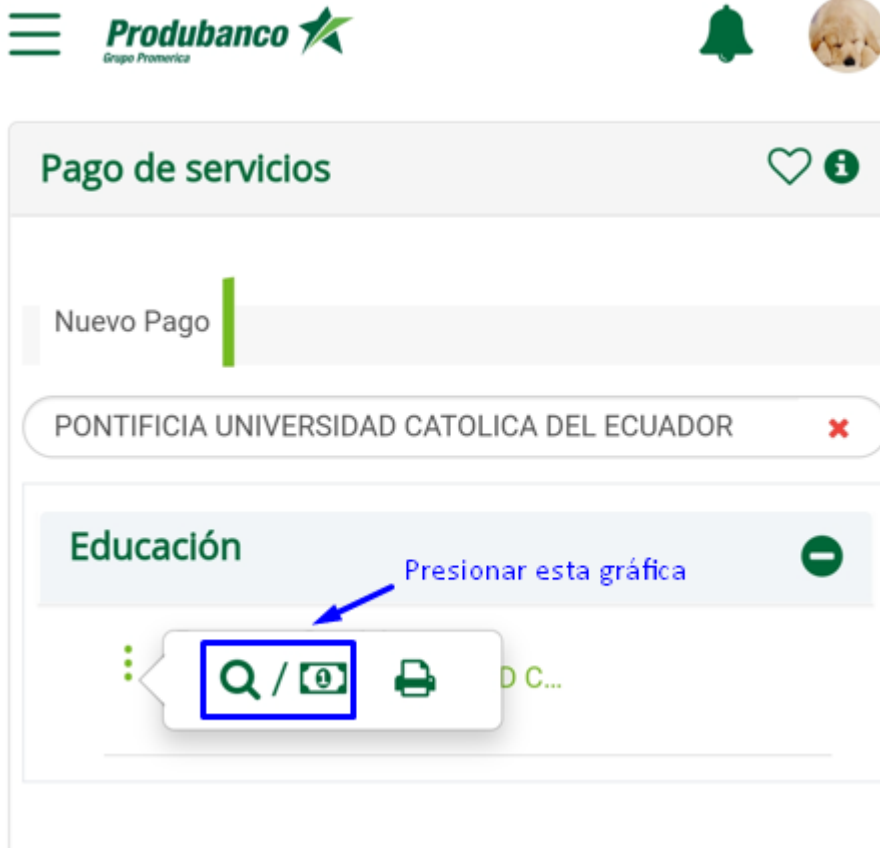 Produbanco
Grupo Promerica
Pago de servicios
Nuevo Pago
PONTIFICIA UNIVERSIDAD CATOLICA DEL ECUADOR
Educación
Presionar esta gráfica
/
D C...